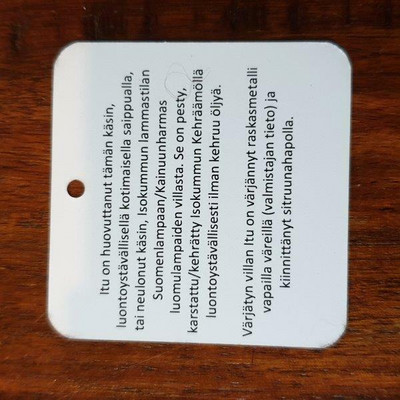 Itu on huovuttanut tämän käsin,
luontoystävällisellä kotimaisella saippualla,
tai neulonut käsin, Isokummun lammastilan
Suomenlampaan/Kainuunharmas
luomulampaiden villasta. Se on pesty,
karstattu/kehrätty Isokummun Kehräämöllä
luontoystävällisesti ilman kehruu öljyä.
Värjätyn villan Itu on värjännyt raskasmetalli
vapailla väreillä (valmistajan tieto) ja
kiinnittänyt sitruunahapolla.